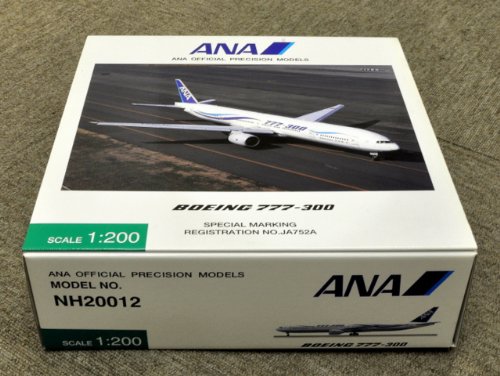 ANA
ANA OFFICIAL PRECISION MODELS
ANA
777-300
BOEING 777-300
SPECIAL MARKING
REGISTRATION NO.JA752A
SCALE 1:200
ANA OFFICIAL PRECISION MODELS
MODEL NO.
NH20012
ANA
SCALE 1:200
BOEING 777-300